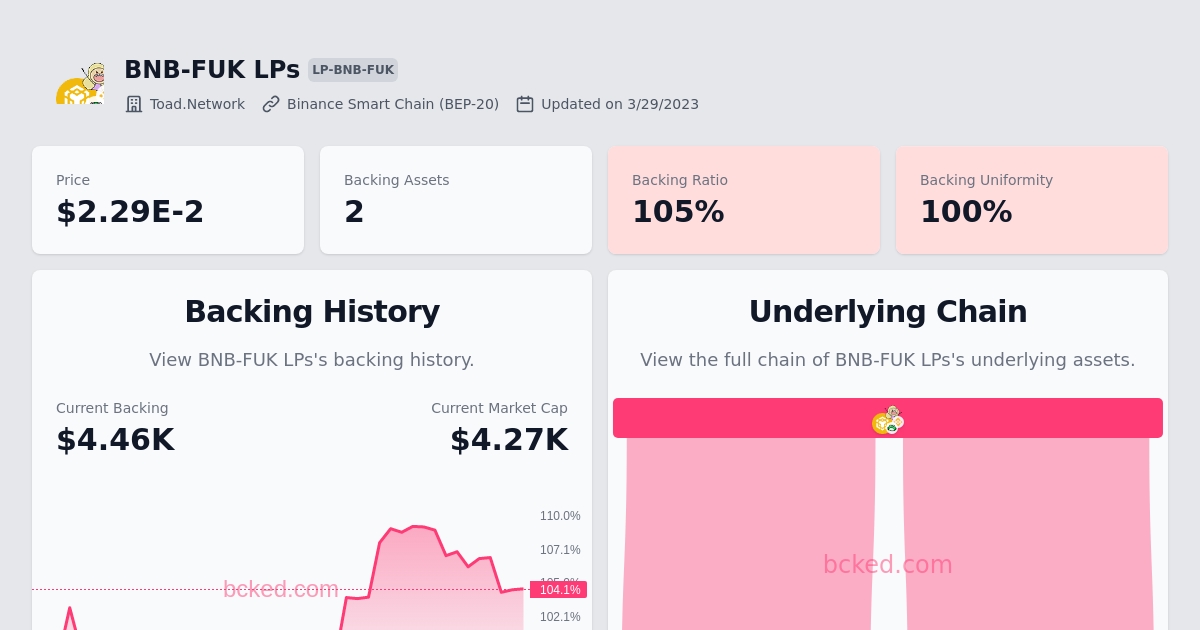 BNB-FUK LPs LP-BNB-FUK
Toad.Network Binance Smart Chain (BEP-20) Updated on 3/29/2023
Price
$2.29E-2
Backing Assets
2
Backing Ratio
105%
Backing Uniformity
100%
Backing History
View BNB-FUK LPs's backing history.
Current Backing
$4.46K
Current Market Cap
$4.27K
110.0%
107.1%
104.1%
102.1%
bcked.com
Underlying Chain
View the full chain of BNB-FUK LPs's underlying assets.
bcked.com